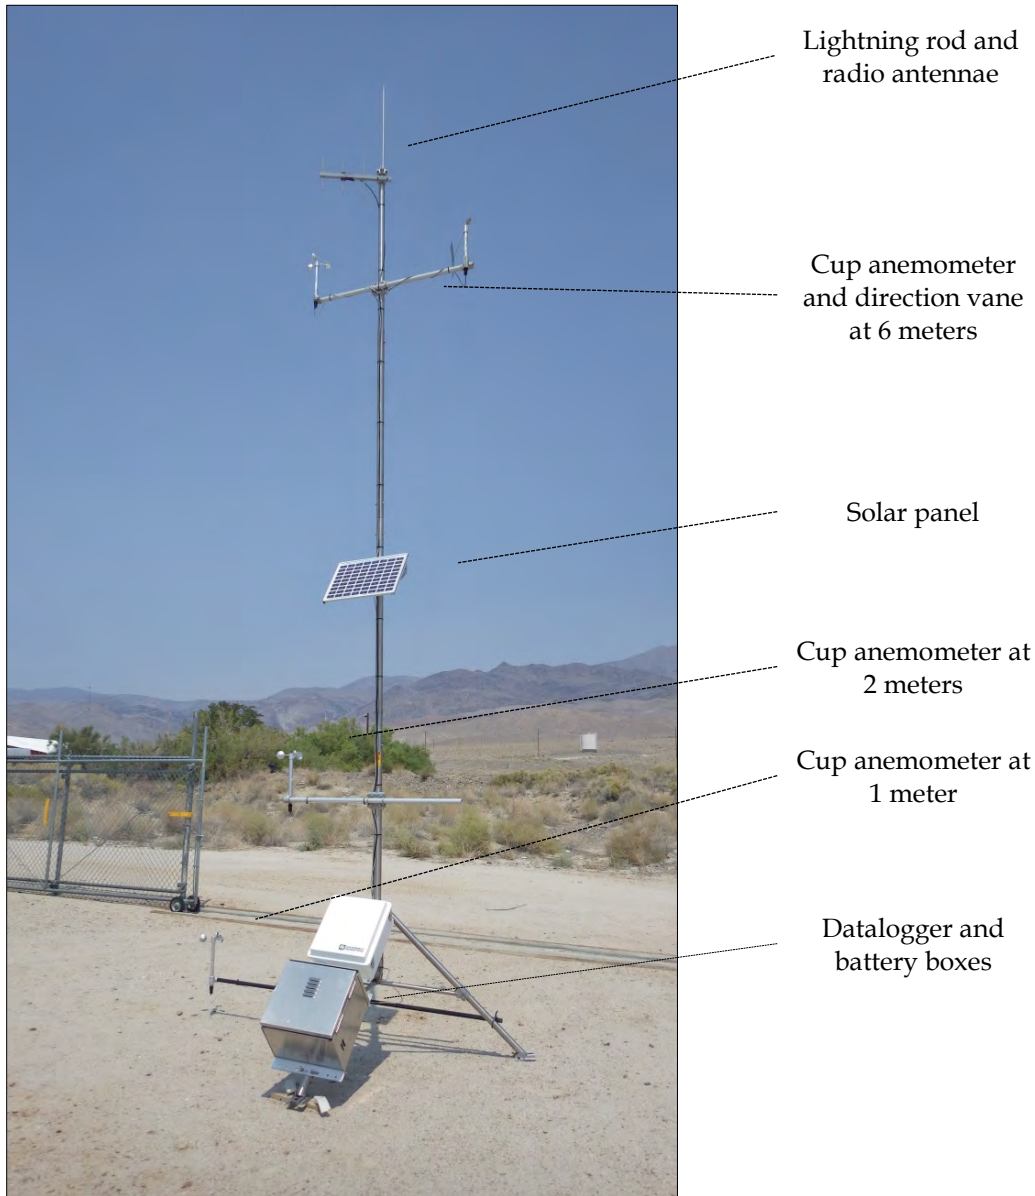 Lightning rod and
radio antennae
Cup anemometer
and direction vane
at 6 meters
Solar panel
Cup anemometer at
2 meters
Cup anemometer at
1 meter
Datalogger and
battery boxes